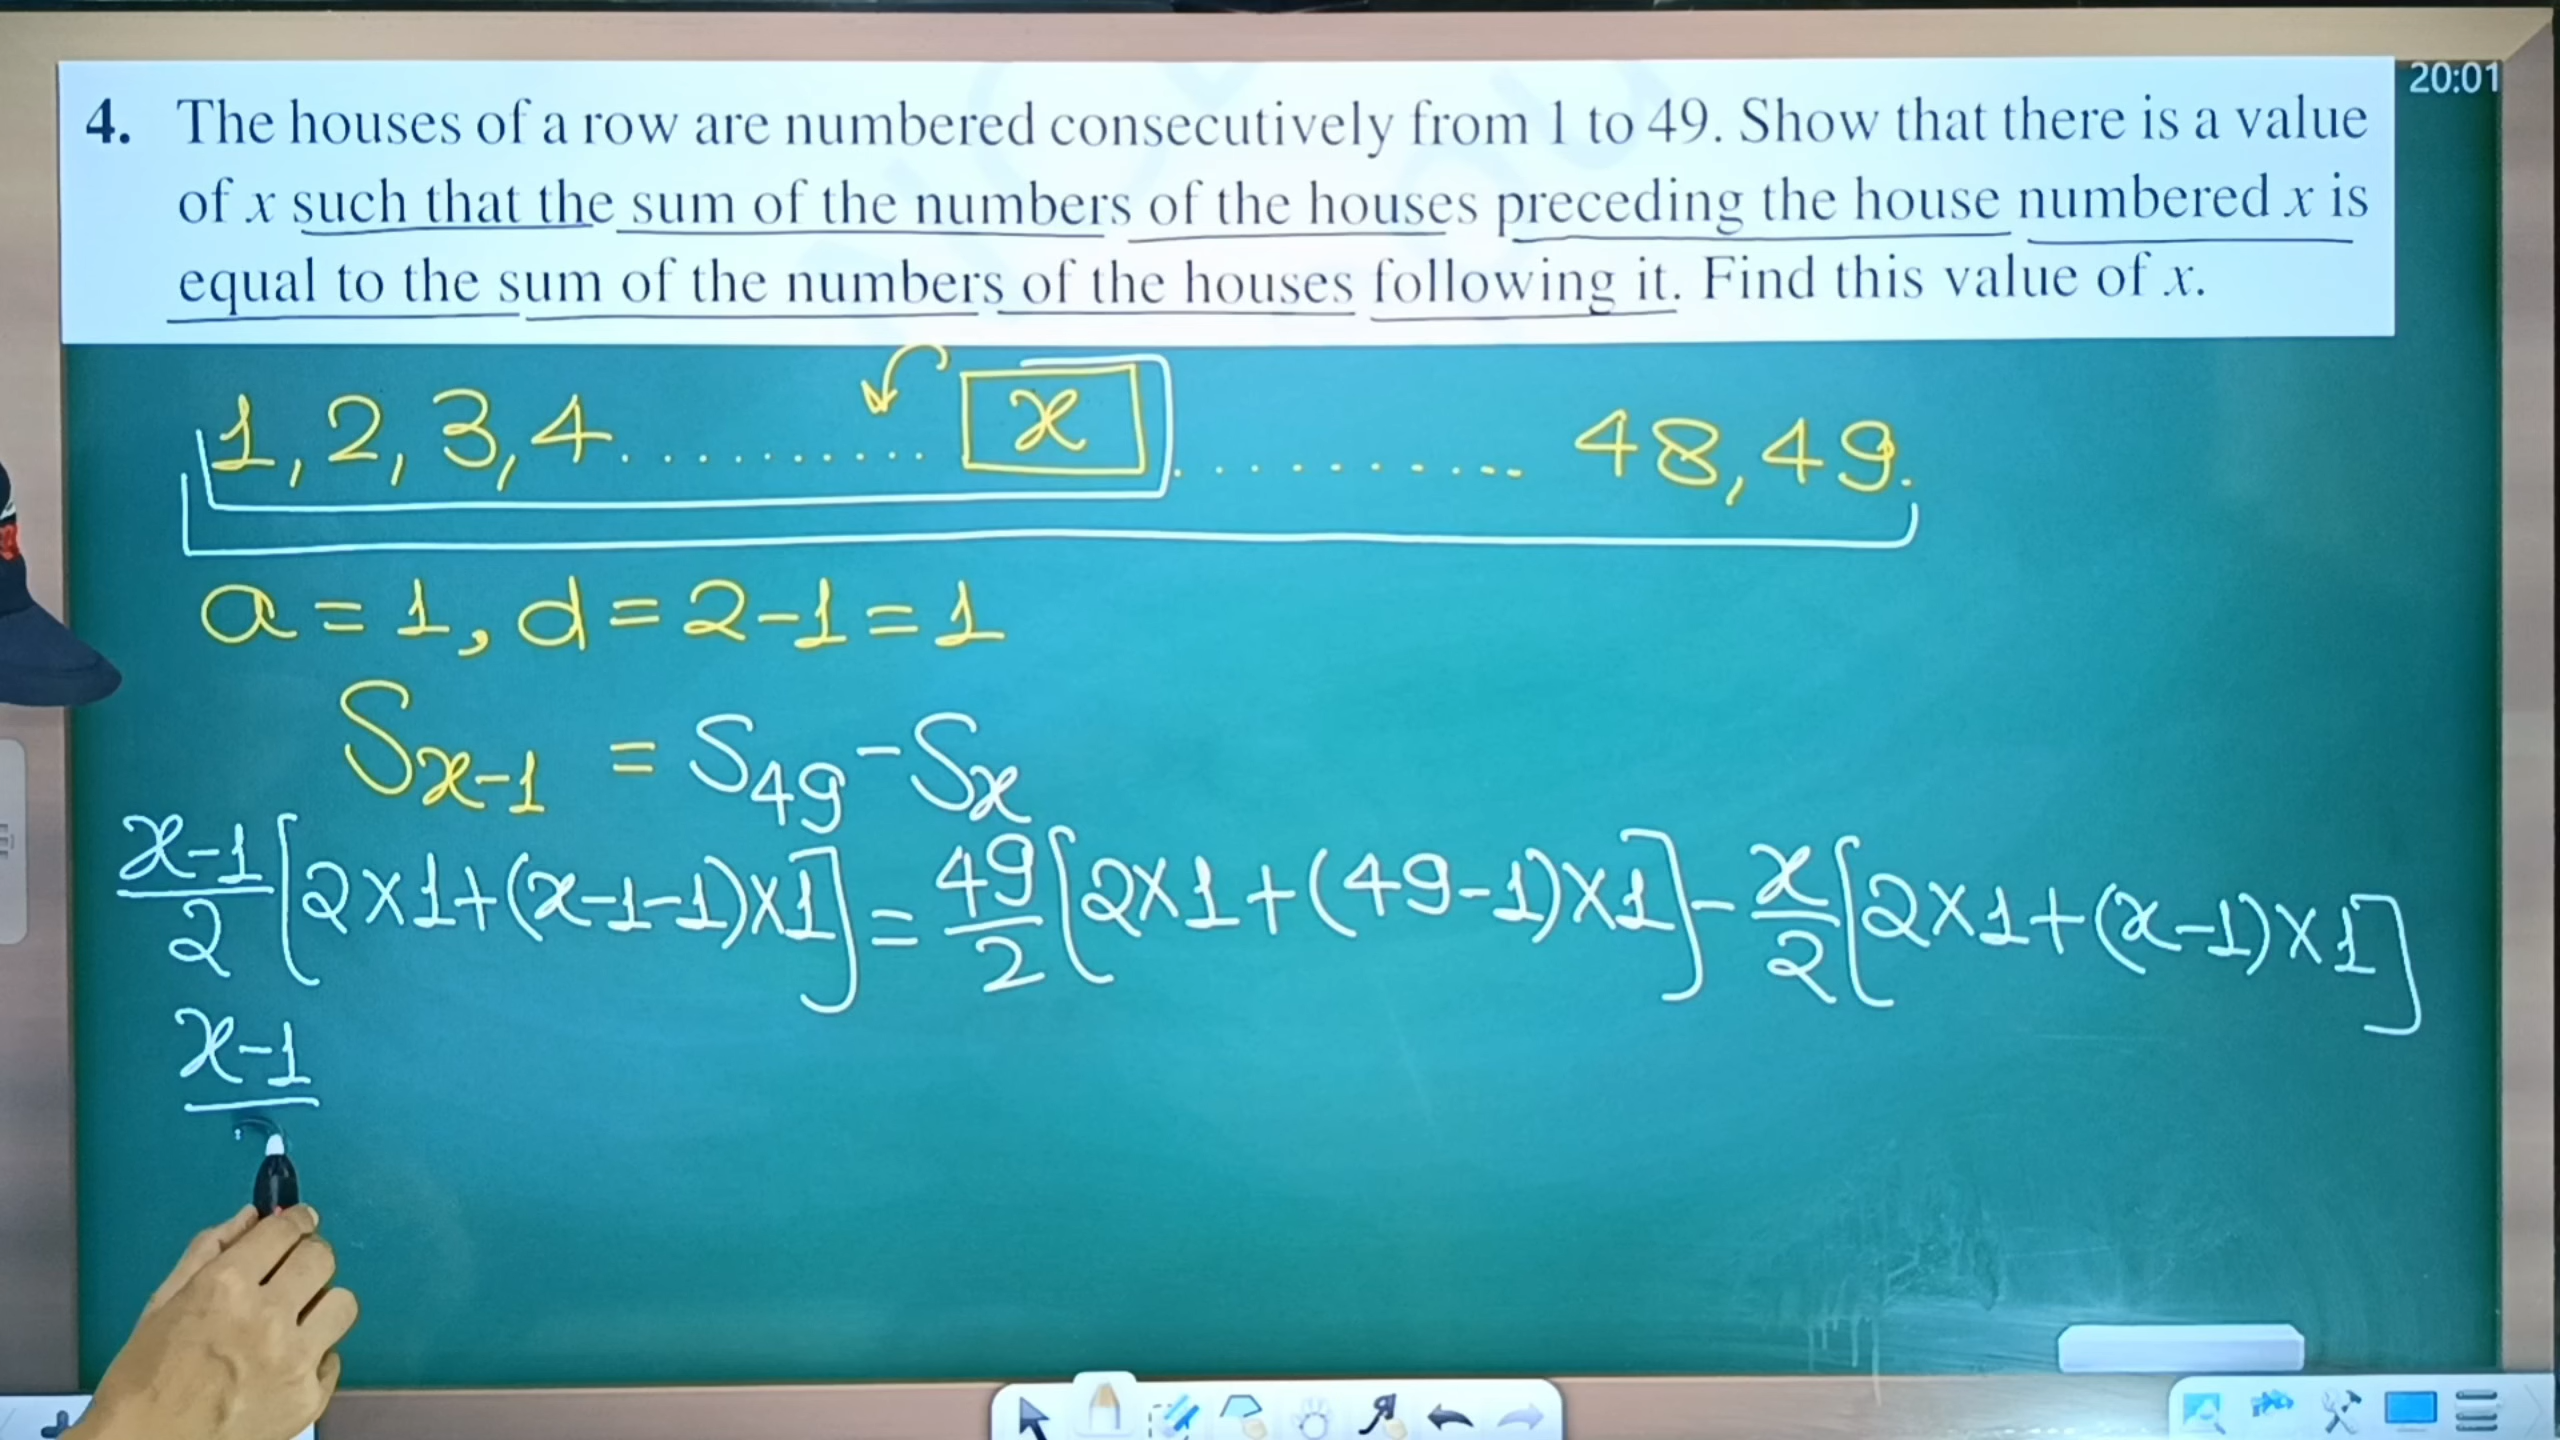 20:01
4. The houses of a row are numbered consecutively from 1 to 49. Show that there is a value
of x such that the sum of the numbers of the houses preceding the house numbered x is
equal to the sum of the numbers of the houses following it. Find this value of x.
1, 2, 3, 4 .......... x .......... 48, 49.
a = 1, d = 2-1 = 1
Sx-1 = S49 - Sx
x-1/2 [2×1+(x-1-1)×1] = 49/2 [2×1+(49-1)×1] - x/2 [2×1+(x-1)×1]
x-1